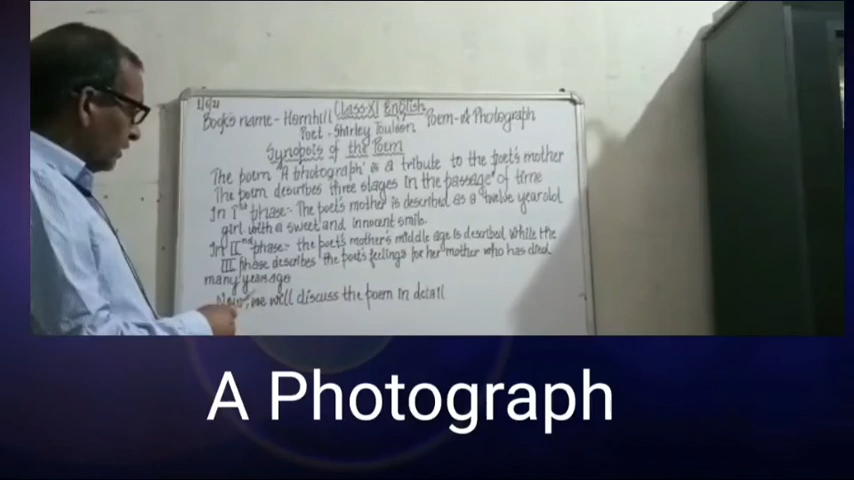 1/6/21
Class-XI English
Book's name - Hornbill Poem - A Photograph
Poet - Shirley Toulson
Synopsis of the Poem
The poem 'A photograph' is a tribute to the poet's mother
The poem describes three stages in the passage of time
In Ist phase:- The poet's mother is described as a twelve year old
girl with a sweet and innocent smile.
In IInd phase:- the poet's mother's middle age is described while the
III phase describes the poet's feelings for her mother who has died
many years ago
Now, we will discuss the poem in detail
A Photograph